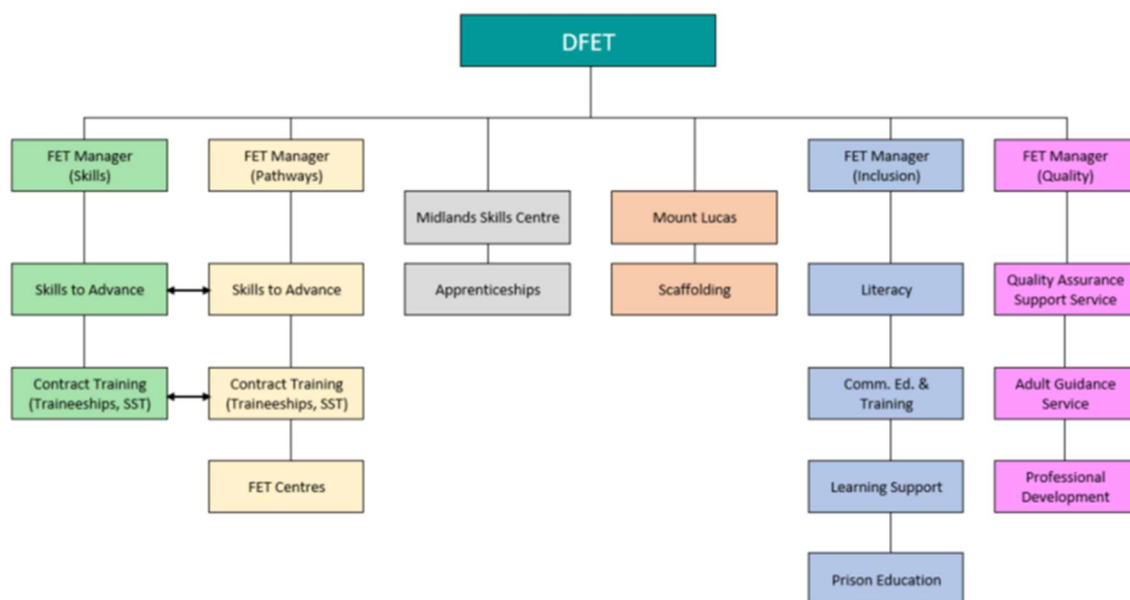 DFET
FET Manager
(Skills)
FET Manager
(Pathways)
FET Manager
(Inclusion)
FET Manager
(Quality)
Midlands Skills Centre
Mount Lucas
Skills to Advance
Skills to Advance
Apprenticeships
Scaffolding
Literacy
Quality Assurance
Support Service
Contract Training
(Traineeships, SST)
Contract Training
(Traineeships, SST)
Comm. Ed. &
Training
Adult Guidance
Service
FET Centres
Learning Support
Professional
Development
Prison Education